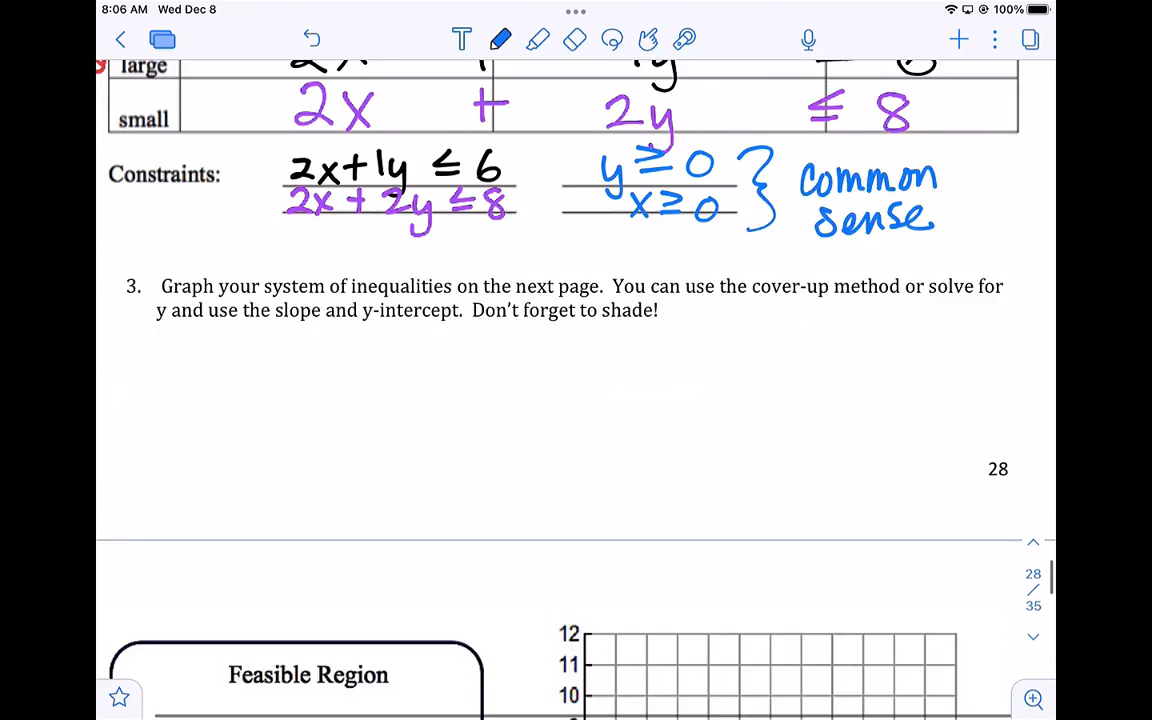 8:06 AM Wed Dec 8
100%
large
small 2x + 2y ≤ 8
Constraints: 2x+1y ≤ 6 y ≥ 0
2x + 2y ≤ 8 x ≥ 0
} common
sense
3. Graph your system of inequalities on the next page. You can use the cover-up method or solve for
y and use the slope and y-intercept. Don't forget to shade!
28
28
/
35
Feasible Region
12
11
10